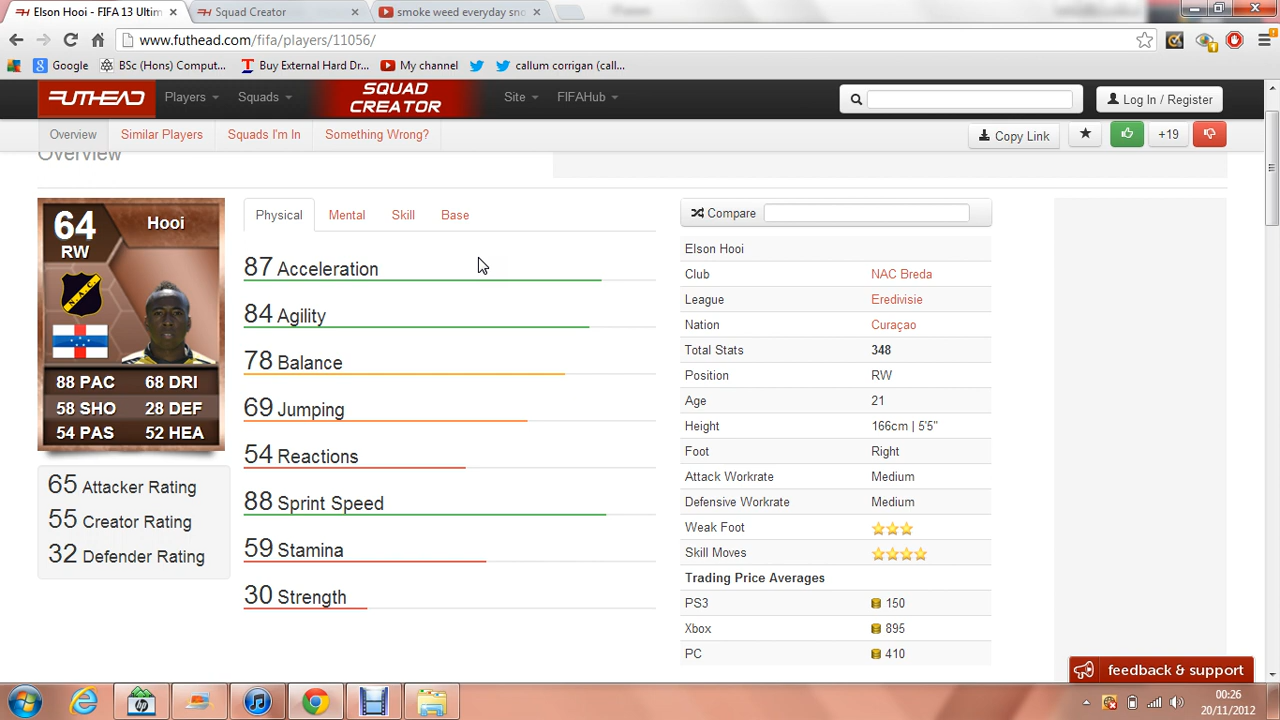 Elson Hooi - FIFA 13 Ultim
Squad Creator
smoke weed everyday sno
www.futhead.com/fifa/players/11056/
Google
BSc (Hons) Comput...
Buy External Hard Dr...
My channel
callum corrigan (call...
FUTHEAD
Players
Squads
SQUAD
CREATOR
Site
FIFAHub
Log In / Register
Overview
Similar Players
Squads I'm In
Something Wrong?
Copy Link
+19
Overview
64
RW
Hooi
NAC
88 PAC 68 DRI
58 SHO 28 DEF
54 PAS 52 HEA
65 Attacker Rating
55 Creator Rating
32 Defender Rating
Physical Mental Skill Base
87 Acceleration
84 Agility
78 Balance
69 Jumping
54 Reactions
88 Sprint Speed
59 Stamina
30 Strength
Compare
Elson Hooi
Club NAC Breda
League Eredivisie
Nation Curaçao
Total Stats 348
Position RW
Age 21
Height 166cm | 5'5"
Foot Right
Attack Workrate Medium
Defensive Workrate Medium
Weak Foot
Skill Moves
Trading Price Averages
PS3 150
Xbox 895
PC 410
feedback & support
hp
00:26
20/11/2012